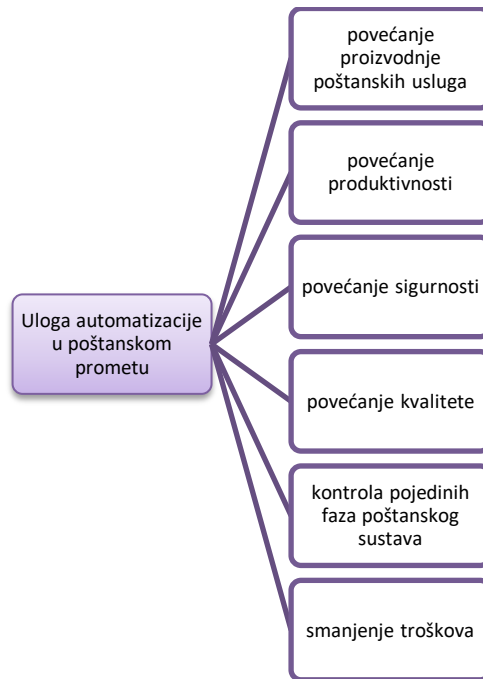 povećanje
proizvodnje
poštanskih usluga
povećanje
produktivnosti
povećanje sigurnosti
Uloga automatizacije
u poštanskom
prometu
povećanje kvalitete
kontrola pojedinih
faza poštanskog
sustava
smanjenje troškova